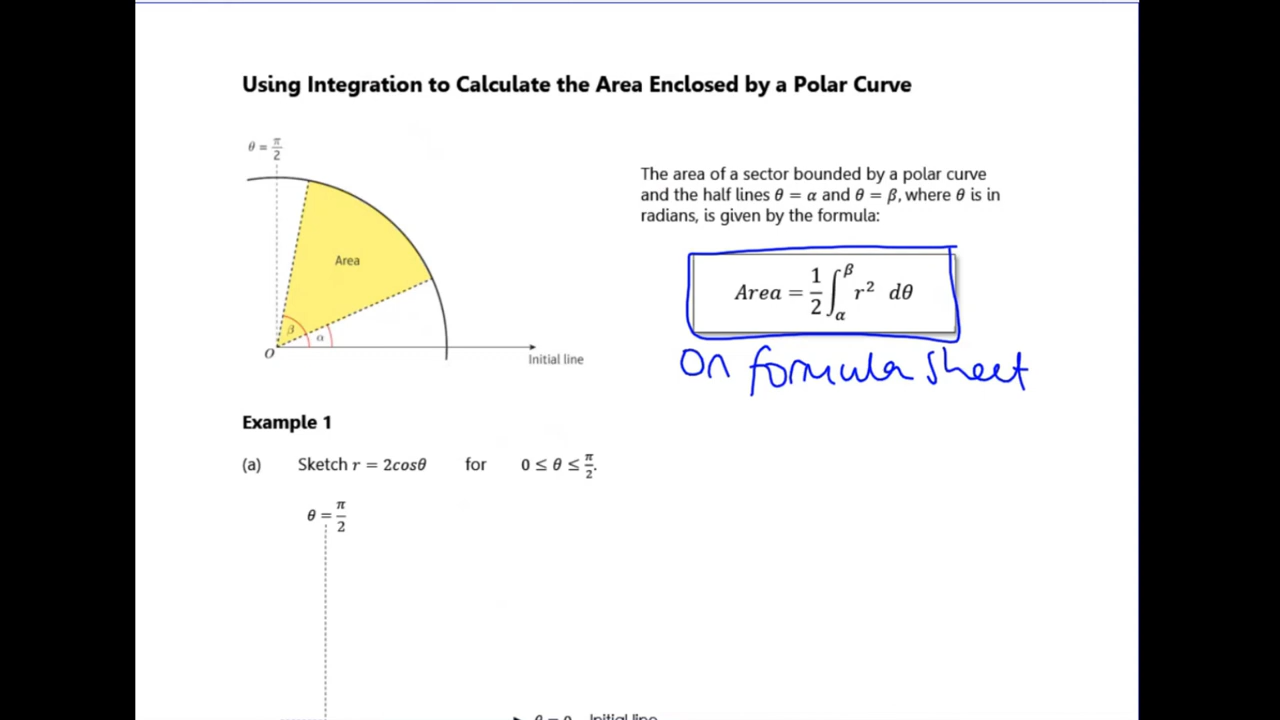 Using Integration to Calculate the Area Enclosed by a Polar Curve
θ = π/2
Area
β
α
O
Initial line
The area of a sector bounded by a polar curve
and the half lines θ = α and θ = β, where θ is in
radians, is given by the formula:
Area = 1/2 ∫_α^β r² dθ
on formula sheet
Example 1
(a) Sketch r = 2cosθ for 0 ≤ θ ≤ π/2.
θ = π/2
θ = 0 Initial line